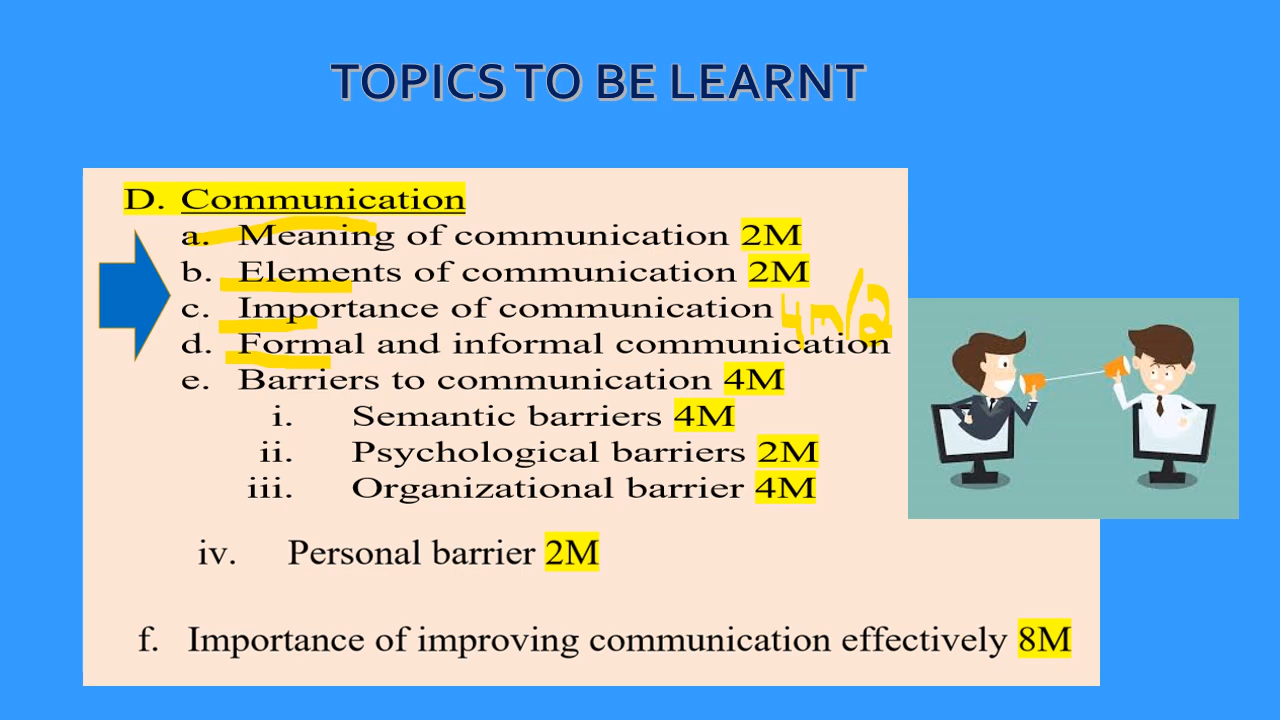 TOPICS TO BE LEARNT
D. Communication
a. Meaning of communication 2M
b. Elements of communication 2M
c. Importance of communication
d. Formal and informal communication
e. Barriers to communication 4M
i. Semantic barriers 4M
ii. Psychological barriers 2M
iii. Organizational barrier 4M
iv. Personal barrier 2M
f. Importance of improving communication effectively 8M